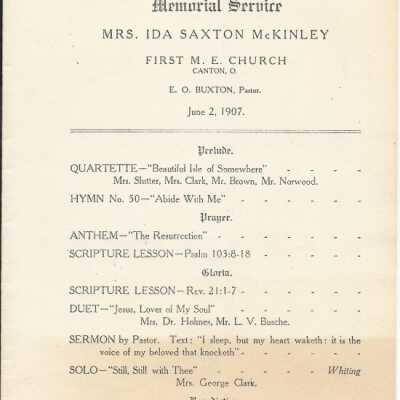 Memorial Service
MRS. IDA SAXTON McKINLEY
FIRST M. E. CHURCH
CANTON, O.
E. O. BUXTON, Pastor.
June 2, 1907.
Prelude.
QUARTETTE—"Beautiful Isle of Somewhere" - - - -
Mrs. Slutter, Mrs. Clark, Mr. Brown, Mr. Norwood.
HYMN No. 50—"Abide With Me" - - - - -
Prayer.
ANTHEM—"The Resurrection" - - - - - -
SCRIPTURE LESSON—Psalm 103:8-18 - - - - -
Gloria.
SCRIPTURE LESSON—Rev. 21:1-7 - - - - -
DUET—"Jesus, Lover of My Soul" - - - - -
Mrs. Dr. Holmes, Mr. L. V. Busche.
SERMON by Pastor. Text: "I sleep, but my heart waketh: it is the
voice of my beloved that knocketh" - - - - -
SOLO—"Still, Still with Thee" - - - - Whiting
Mrs. George Clark.